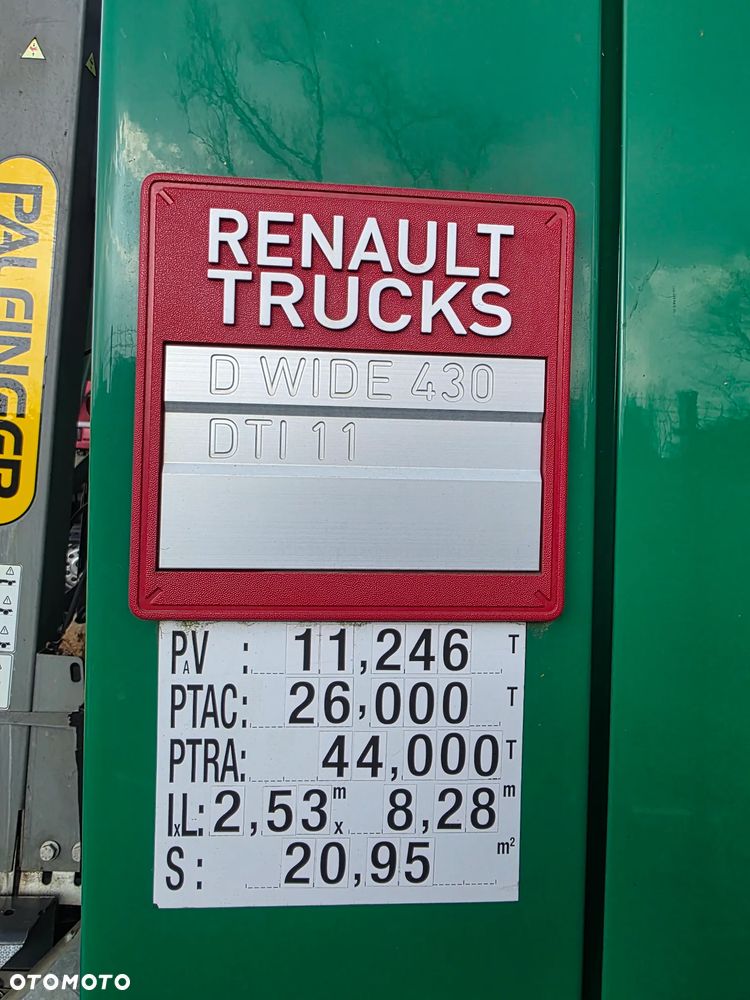 PALFINGER
RENAULT
TRUCKS
D WIDE 430
DTI 11
PAV : 11,246 T
PTAC: 26,000 T
PTRA: 44,000 T
lxL: 2,53 m x 8,28 m
S : 20,95 m²
OTOMOTO